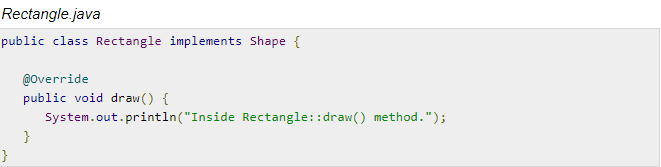 Rectangle.java
public class Rectangle implements Shape {
@Override
public void draw() {
System.out.println("Inside Rectangle::draw() method.");
}
}